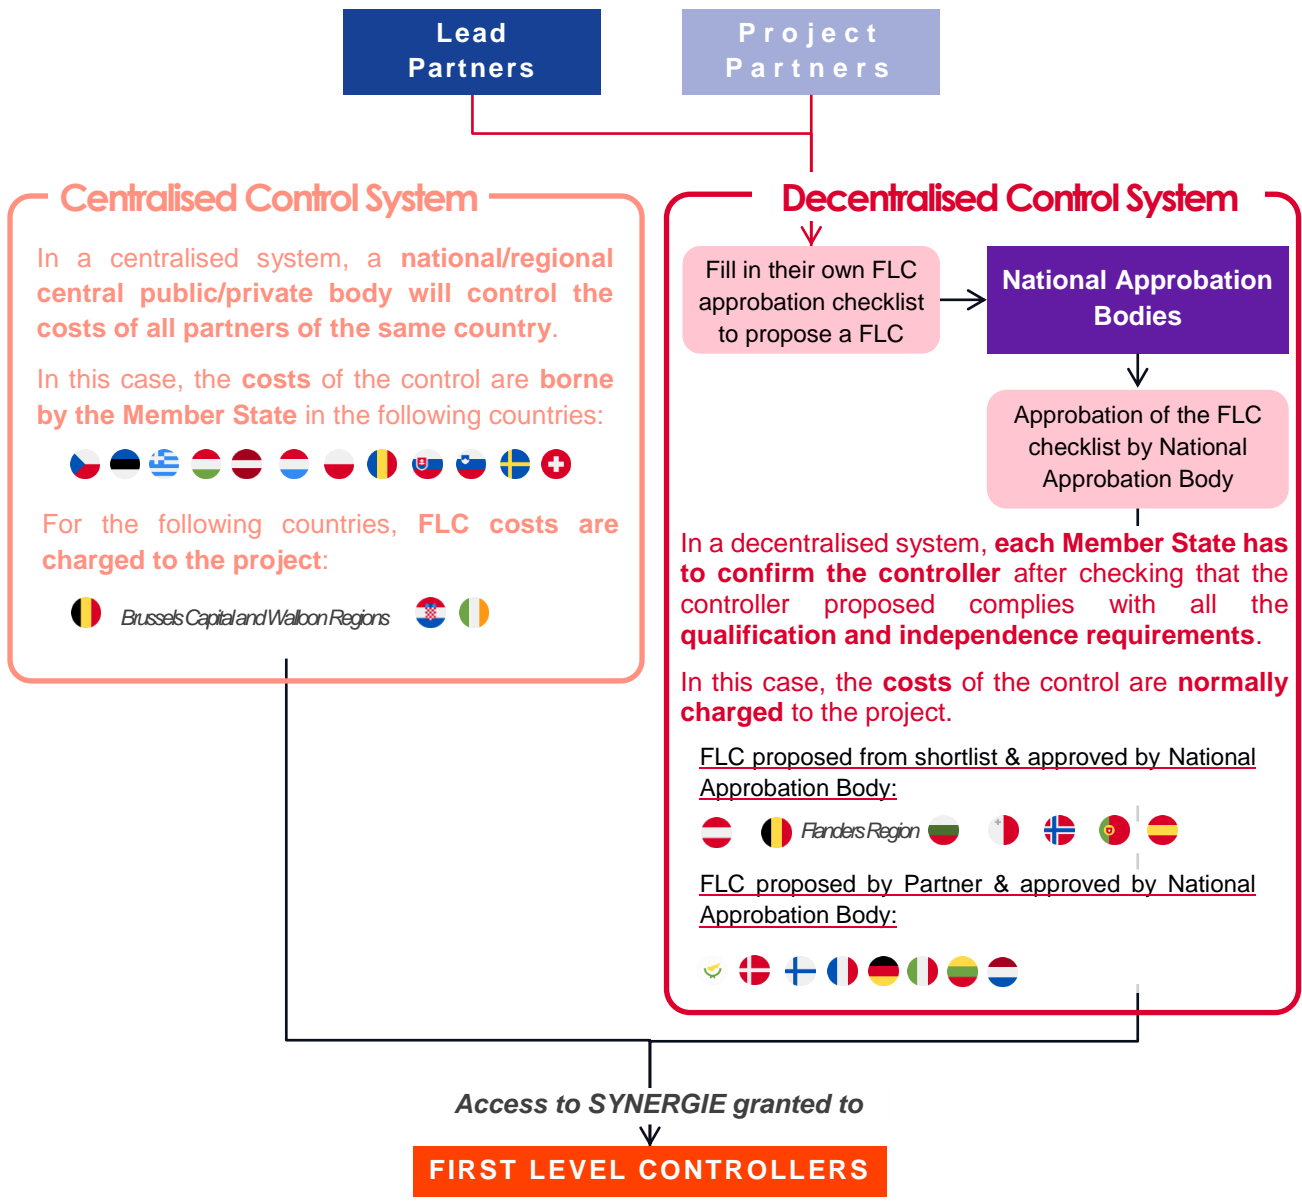 Lead
Partners
Project
Partners
Centralised Control System
In a centralised system, a national/regional
central public/private body will control the
costs of all partners of the same country.
In this case, the costs of the control are borne
by the Member State in the following countries:
For the following countries, FLC costs are
charged to the project:
Brussels Capital and Walloon Regions
Decentralised Control System
Fill in their own FLC
approbation checklist
to propose a FLC
National Approbation
Bodies
Approbation of the FLC
checklist by National
Approbation Body
In a decentralised system, each Member State has
to confirm the controller after checking that the
controller proposed complies with all the
qualification and independence requirements.
In this case, the costs of the control are normally
charged to the project.
FLC proposed from shortlist & approved by National
Approbation Body:
Flanders Region
FLC proposed by Partner & approved by National
Approbation Body:
Access to SYNERGIE granted to
FIRST LEVEL CONTROLLERS